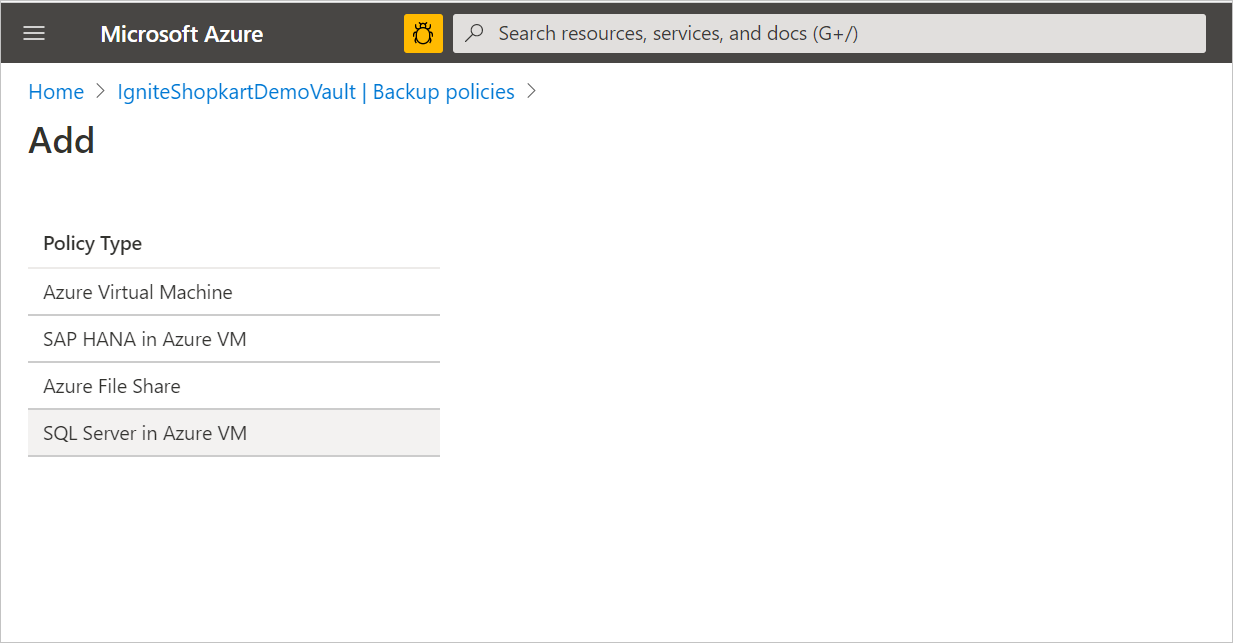 Microsoft Azure
Search resources, services, and docs (G+/)
Home > IgniteShopkartDemoVault | Backup policies >
Add
Policy Type
Azure Virtual Machine
SAP HANA in Azure VM
Azure File Share
SQL Server in Azure VM